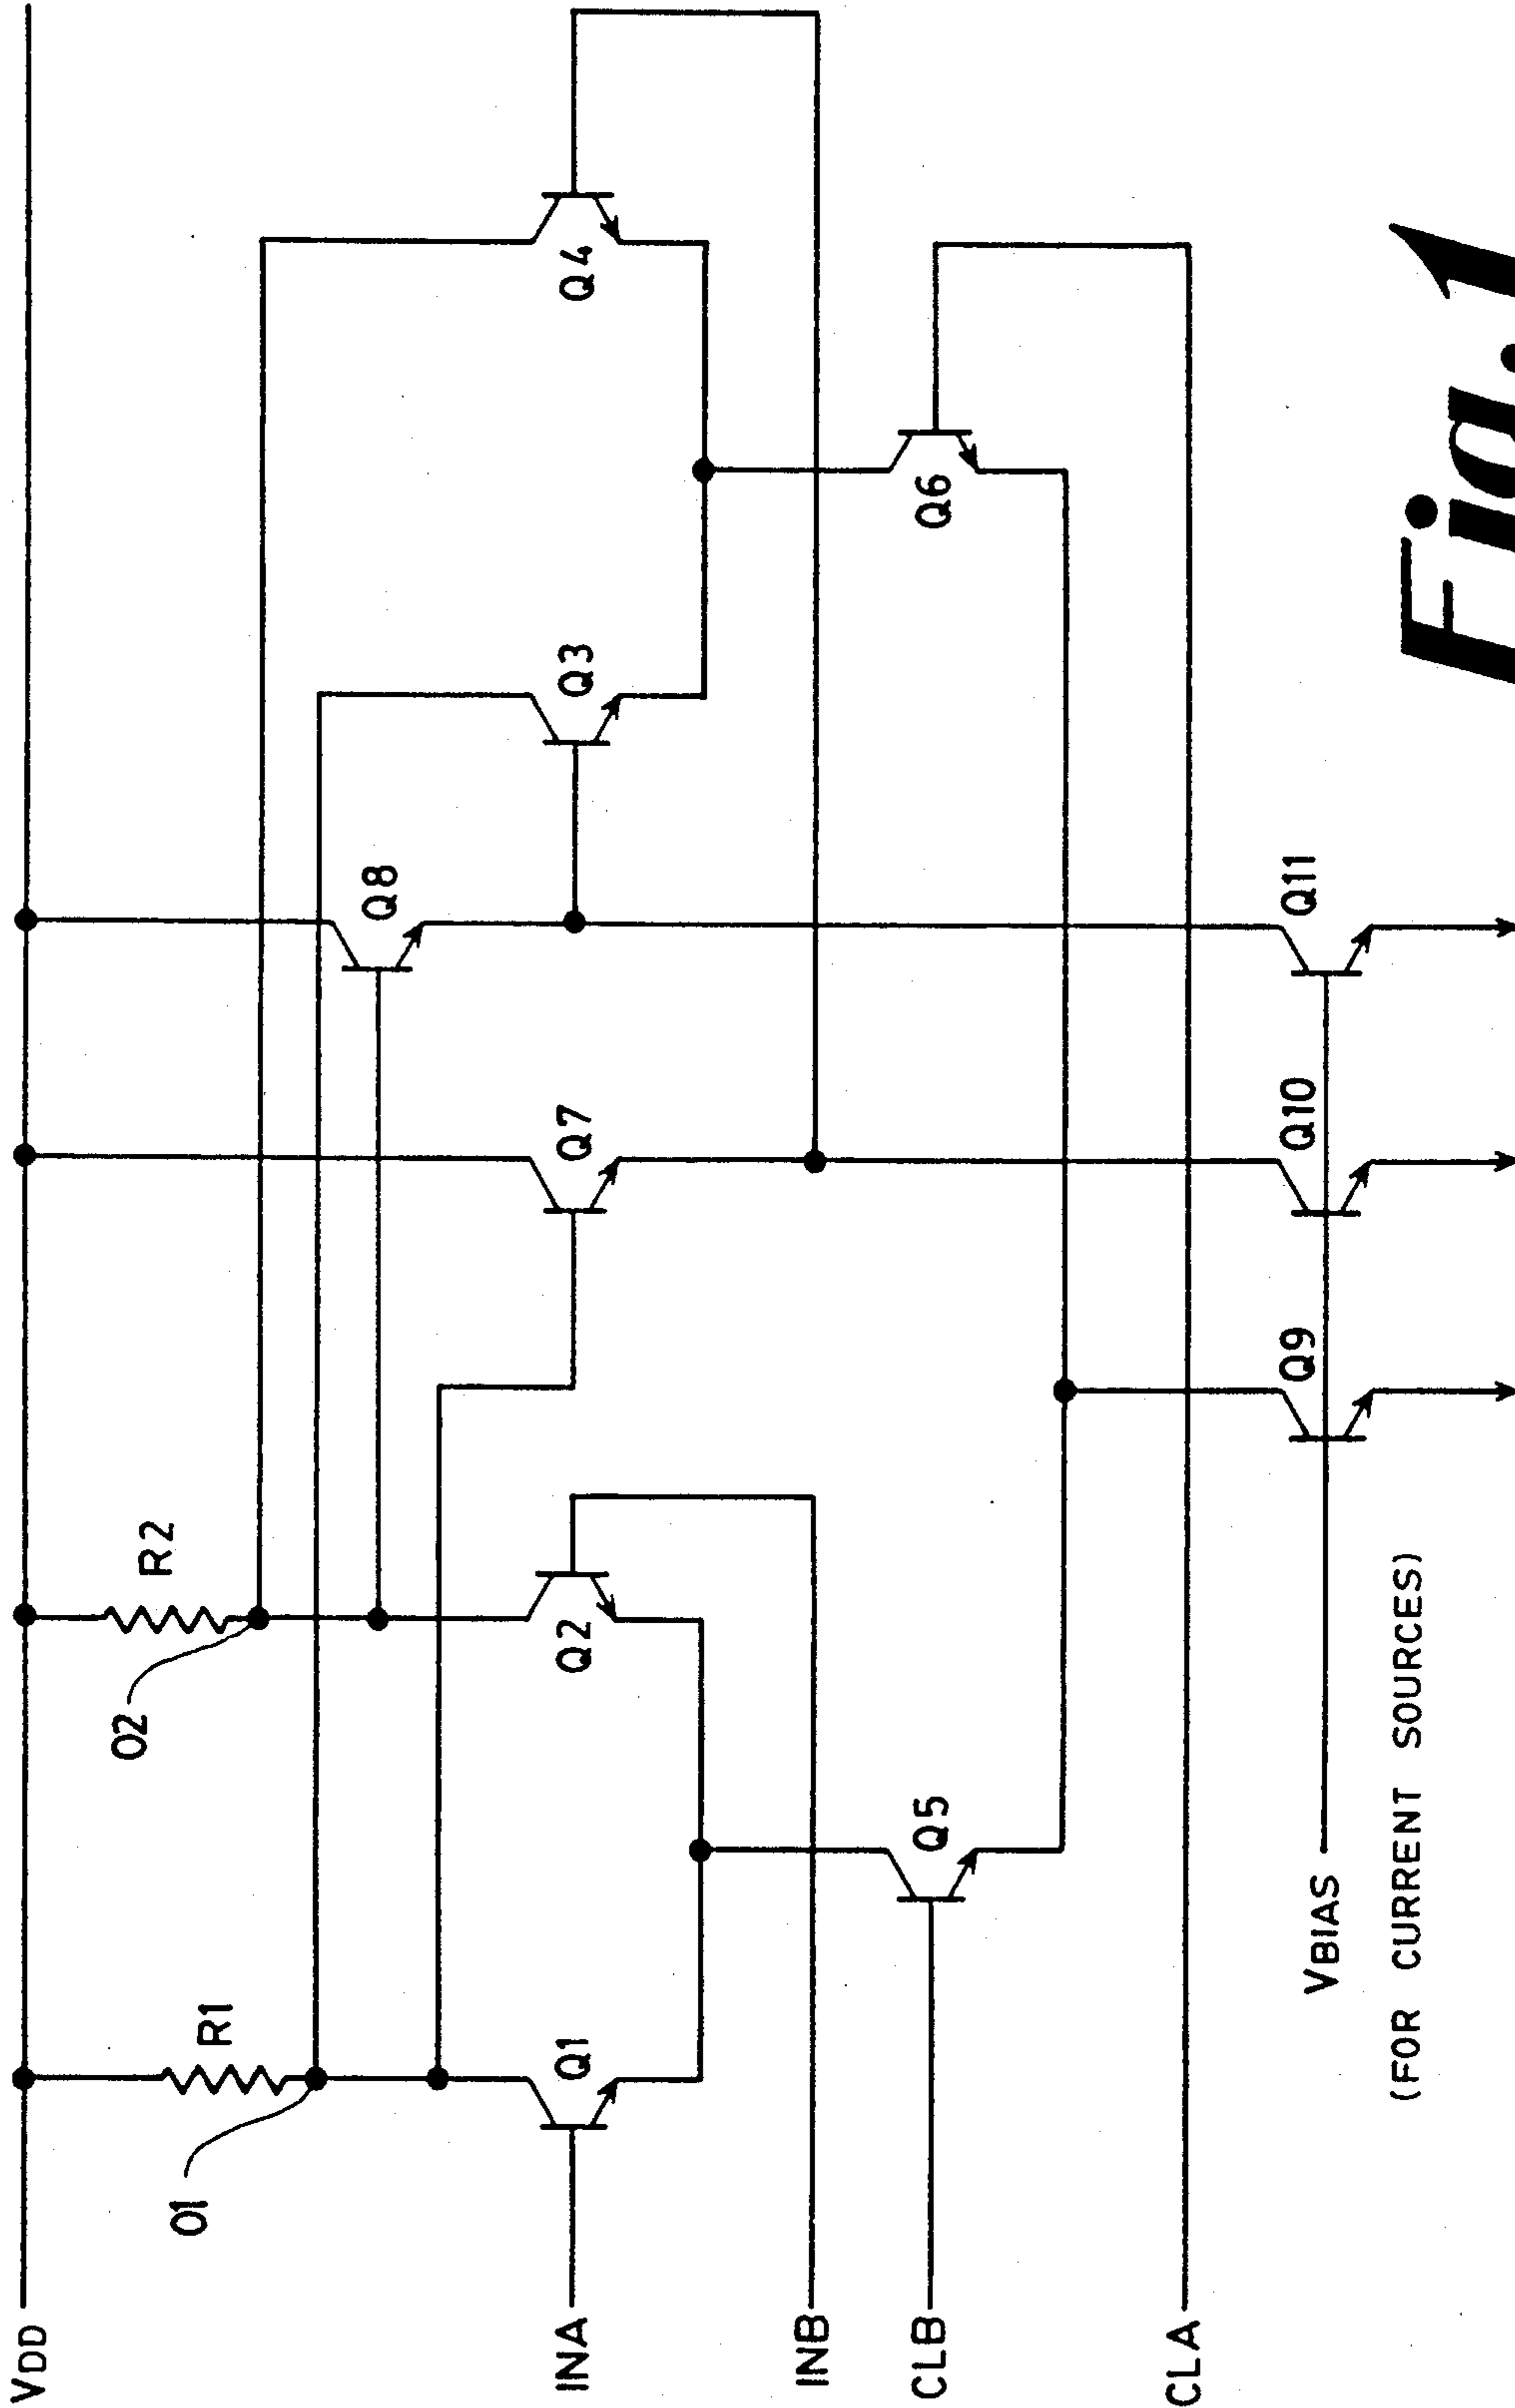 VDD
R1
R2
O1
O2
Q8
INA
Q1
Q2
Q7
Q3
Q4
INB
CLB
Q5
Q6
CLA
VBIAS
Q9
Q10
Q11
(FOR CURRENT SOURCES)
Fig.1